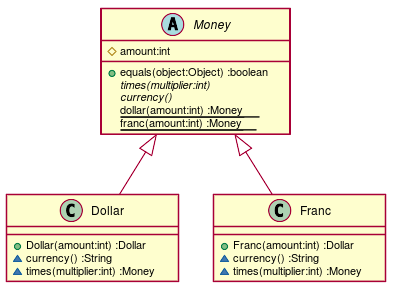 A Money
amount:int
equals(object:Object) :boolean
times(multiplier:int)
currency()
dollar(amount:int) :Money
franc(amount:int) :Money
C Dollar
Dollar(amount:int) :Dollar
currency() :String
times(multiplier:int) :Money
C Franc
Franc(amount:int) :Dollar
currency() :String
times(multiplier:int) :Money